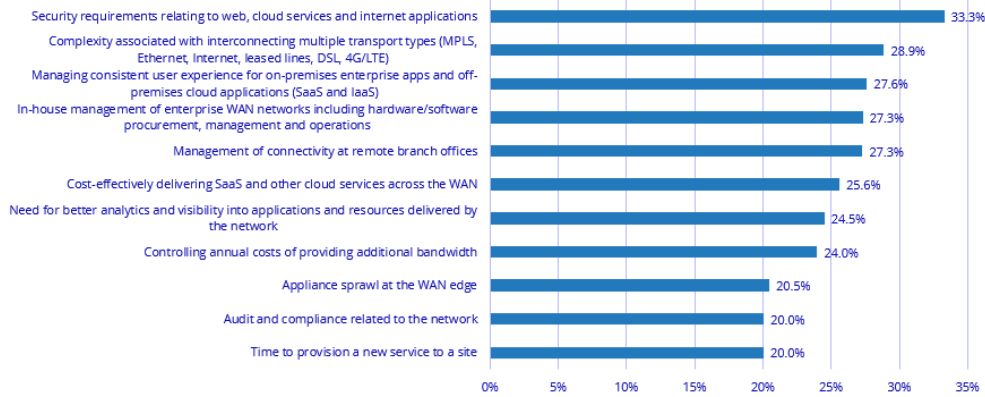 Security requirements relating to web, cloud services and internet applications
33.3%
Complexity associated with interconnecting multiple transport types (MPLS,
Ethernet, Internet, leased lines, DSL, 4G/LTE)
28.9%
Managing consistent user experience for on-premises enterprise apps and off-
premises cloud applications (SaaS and IaaS)
27.6%
In-house management of enterprise WAN networks including hardware/software
procurement, management and operations
27.3%
Management of connectivity at remote branch offices
27.3%
Cost-effectively delivering SaaS and other cloud services across the WAN
25.6%
Need for better analytics and visibility into applications and resources delivered by
the network
24.5%
Controlling annual costs of providing additional bandwidth
24.0%
Appliance sprawl at the WAN edge
20.5%
Audit and compliance related to the network
20.0%
Time to provision a new service to a site
20.0%
0% 5% 10% 15% 20% 25% 30% 35%